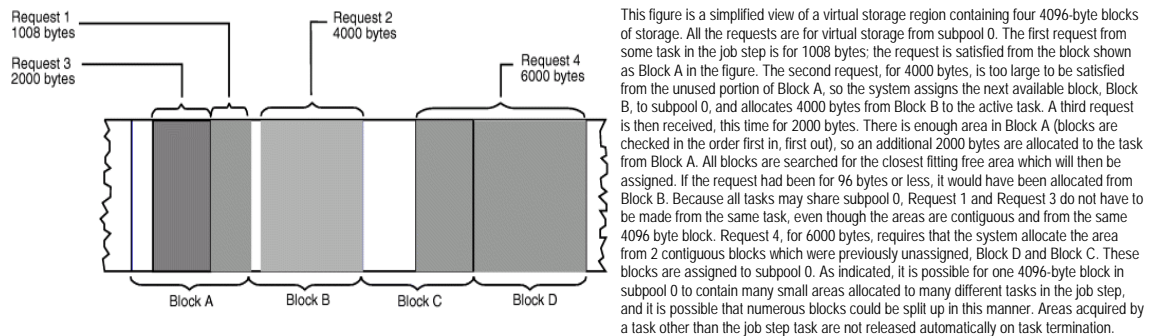 Request 1
1008 bytes
Request 2
4000 bytes
Request 3
2000 bytes
Request 4
6000 bytes
Block A
Block B
Block C
Block D
This figure is a simplified view of a virtual storage region containing four 4096-byte blocks
of storage. All the requests are for virtual storage from subpool 0. The first request from
some task in the job step is for 1008 bytes; the request is satisfied from the block shown
as Block A in the figure. The second request, for 4000 bytes, is too large to be satisfied
from the unused portion of Block A, so the system assigns the next available block, Block
B, to subpool 0, and allocates 4000 bytes from Block B to the active task. A third request
is then received, this time for 2000 bytes. There is enough area in Block A (blocks are
checked in the order first in, first out), so an additional 2000 bytes are allocated to the task
from Block A. All blocks are searched for the closest fitting free area which will then be
assigned. If the request had been for 96 bytes or less, it would have been allocated from
Block B. Because all tasks may share subpool 0, Request 1 and Request 3 do not have to
be made from the same task, even though the areas are contiguous and from the same
4096 byte block. Request 4, for 6000 bytes, requires that the system allocate the area
from 2 contiguous blocks which were previously unassigned, Block D and Block C. These
blocks are assigned to subpool 0. As indicated, it is possible for one 4096-byte block in
subpool 0 to contain many small areas allocated to many different tasks in the job step,
and it is possible that numerous blocks could be split up in this manner. Areas acquired by
a task other than the job step task are not released automatically on task termination.